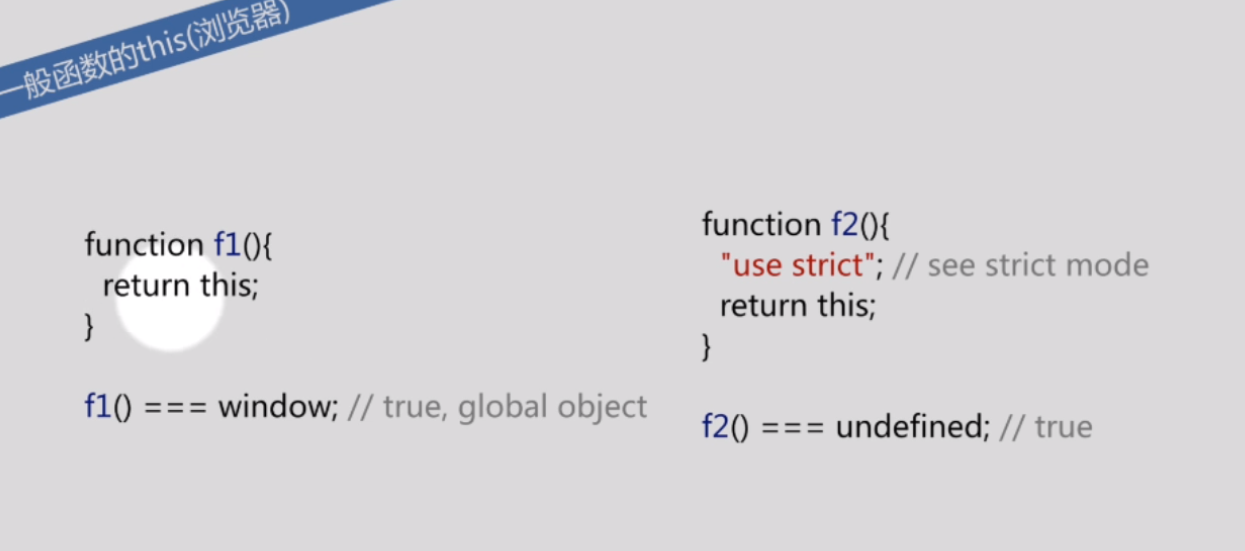 一般函数的this(浏览器)
function f1(){
return this;
}
f1() === window; // true, global object
function f2(){
"use strict"; // see strict mode
return this;
}
f2() === undefined; // true